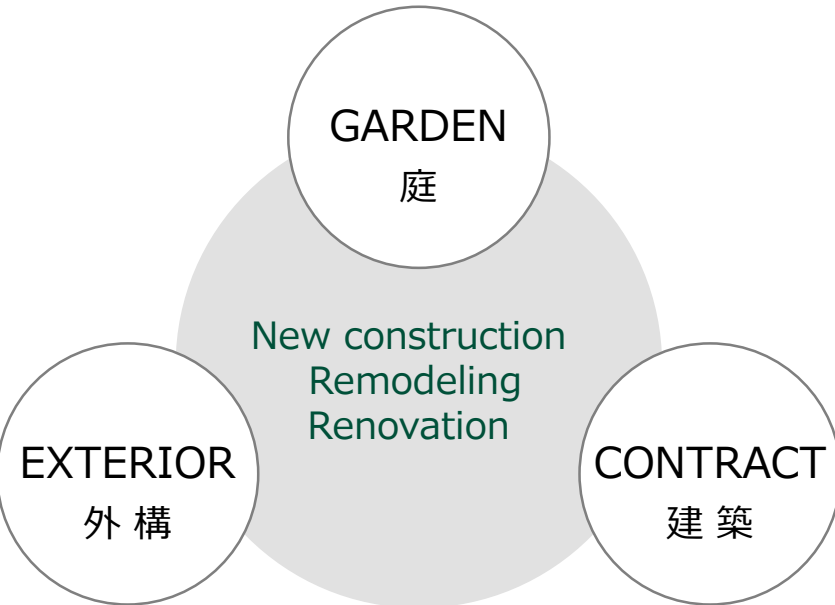 GARDEN
庭
New construction
Remodeling
Renovation
EXTERIOR
外 構
CONTRACT
建 築